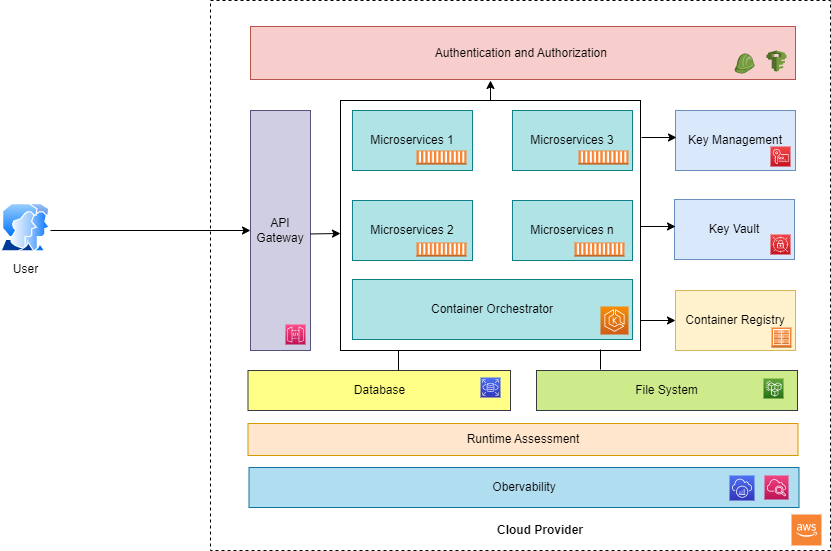 Authentication and Authorization
Microservices 1
Microservices 3
Key Management
API
Gateway
Microservices 2
Microservices n
Key Vault
User
Container Orchestrator
K
Container Registry
Database
File System
Runtime Assessment
Obervability
Cloud Provider
aws